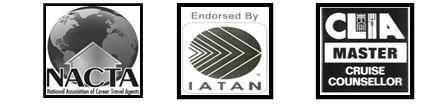 NACTA
National Association of Career Travel Agents
Endorsed By
IATAN
CLIA
MASTER
CRUISE
COUNSELLOR